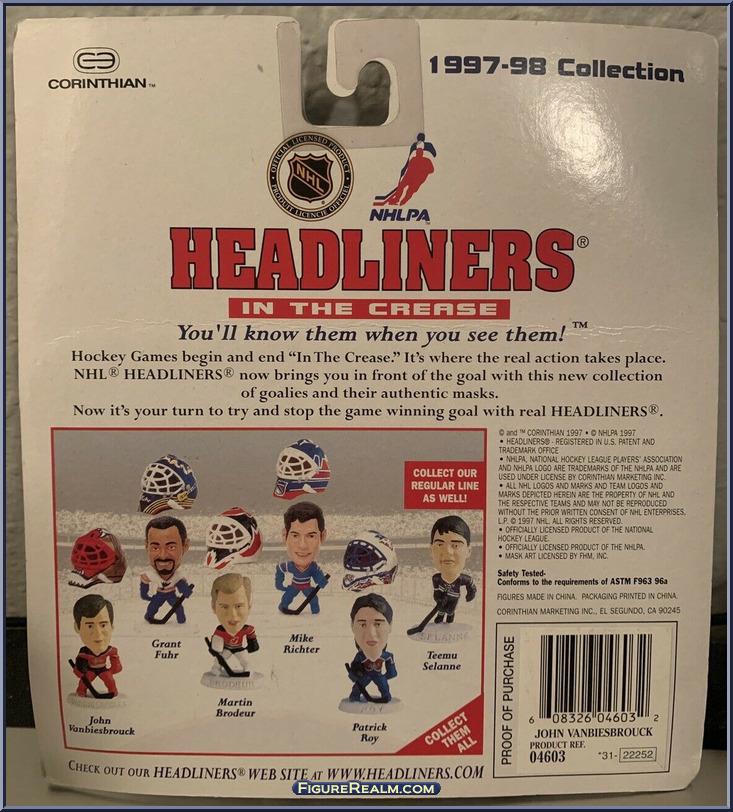 CORINTHIAN™
1997-98 Collection
OFFICIAL LICENSED PRODUCT
NHL
PRODUIT LICENCIE OFFICIEL
NHLPA™
HEADLINERS®
IN THE CREASE
You'll know them when you see them!™
Hockey Games begin and end “In The Crease.” It's where the real action takes place.
NHL® HEADLINERS® now brings you in front of the goal with this new collection
of goalies and their authentic masks.
Now it's your turn to try and stop the game winning goal with real HEADLINERS®.
COLLECT OUR
REGULAR LINE
AS WELL!
Grant
Fuhr
Mike
Richter
Teemu
Selanne
SELANNE
BRODEUR
ROY
John
Vanbiesbrouck
Martin
Brodeur
Patrick
Roy
COLLECT
THEM
ALL
© and ™ CORINTHIAN 1997 • © NHLPA 1997
• HEADLINERS® - REGISTERED IN U.S. PATENT AND
TRADEMARK OFFICE
• NHLPA, NATIONAL HOCKEY LEAGUE PLAYERS' ASSOCIATION
AND NHLPA LOGO ARE TRADEMARKS OF THE NHLPA AND ARE
USED UNDER LICENSE BY CORINTHIAN MARKETING INC.
• ALL NHL LOGOS AND MARKS AND TEAM LOGOS AND
MARKS DEPICTED HEREIN ARE THE PROPERTY OF NHL AND
THE RESPECTIVE TEAMS AND MAY NOT BE REPRODUCED
WITHOUT THE PRIOR WRITTEN CONSENT OF NHL ENTERPRISES,
L.P. © 1997 NHL. ALL RIGHTS RESERVED.
• OFFICIALLY LICENSED PRODUCT OF THE NATIONAL
HOCKEY LEAGUE.
• OFFICIALLY LICENSED PRODUCT OF THE NHLPA.
• MASK ART LICENSED BY FHM, INC.
Safety Tested-
Conforms to the requirements of ASTM F963 96a
FIGURES MADE IN CHINA. PACKAGING PRINTED IN CHINA.
CORINTHIAN MARKETING INC., EL SEGUNDO, CA 90245
PROOF OF PURCHASE
6 08326 04603 2
JOHN VANBIESBROUCK
PRODUCT REF.
04603
*31- 22252
CHECK OUT OUR HEADLINERS® WEB SITE AT WWW.HEADLINERS.COM
FIGUREREALM.COM